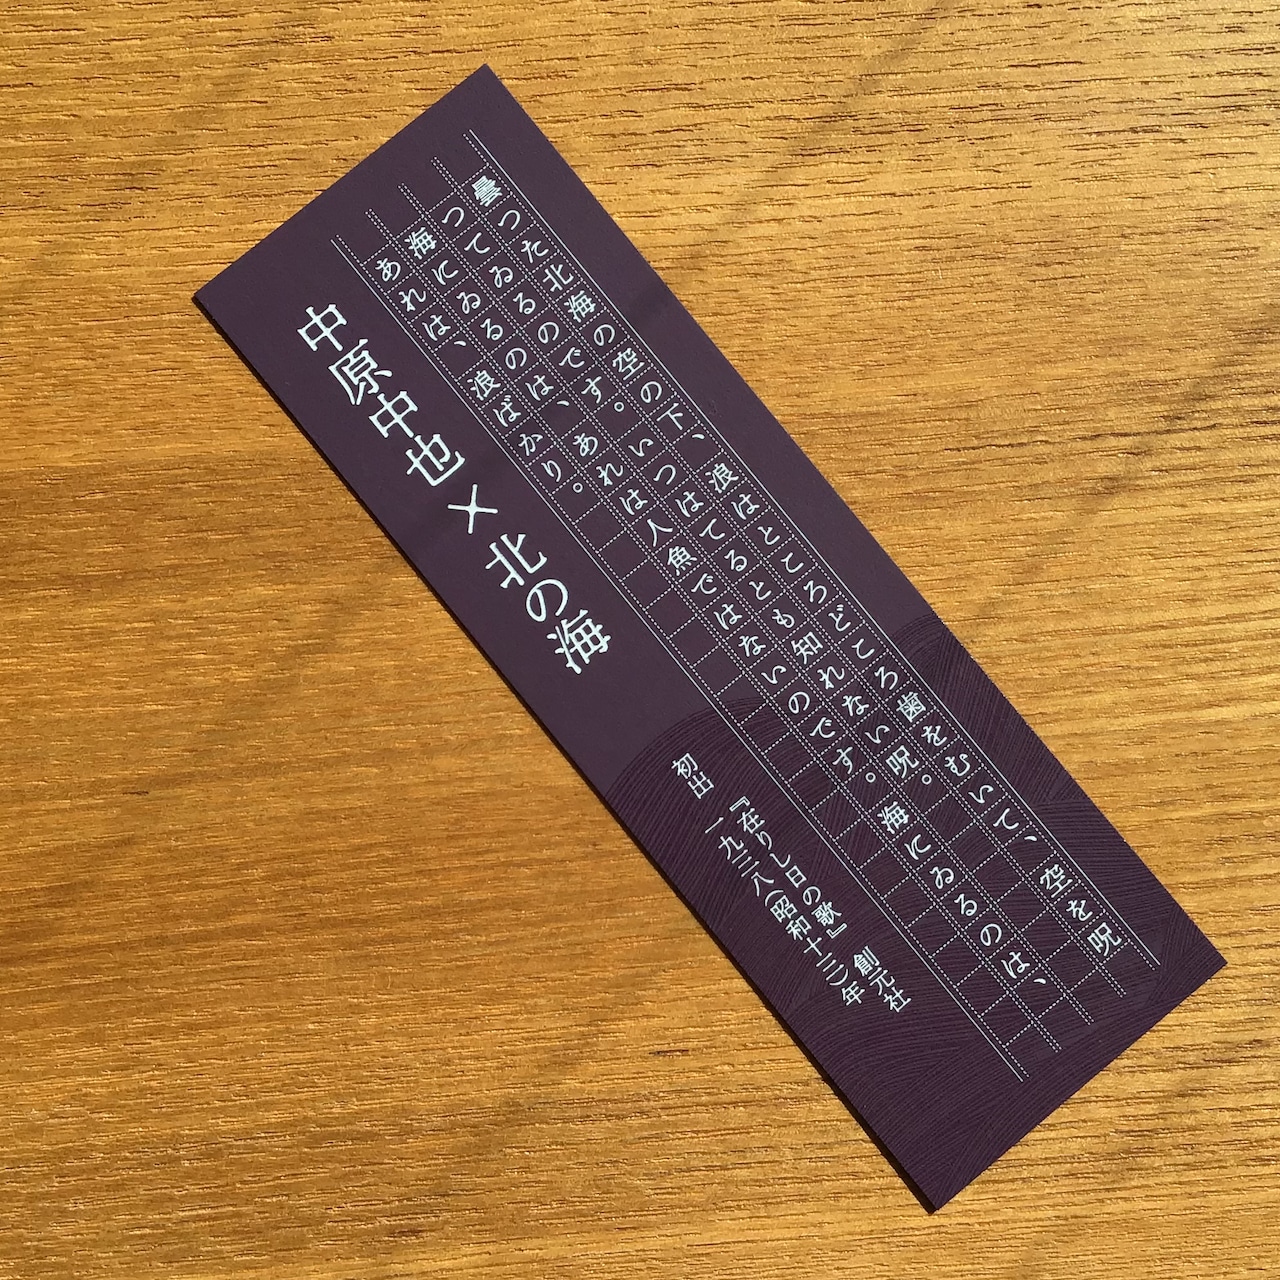 曇つた北海の空の下、浪はところどころ歯をむいて、空を呪
つてゐるのです。いつはてるとも知れない呪。
海にゐるのは、あれは人魚ではないのです。海にゐるのは、
あれは、浪ばかり。
中原中也×北の海
『在りし日の歌』 創元社
初出 一九三八(昭和十三)年